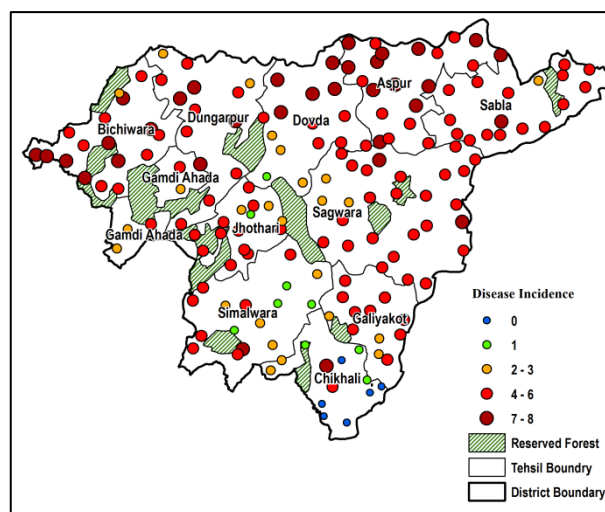 Aspur
Sabla
Dungarpur
Dovda
Bichiwara
Gamdi Ahada
Sagwara
Gamdi Ahada
Jhothari
Simalwara
Galiyakot
Chikhali
Disease Incidence
0
1
2 - 3
4 - 6
7 - 8
Reserved Forest
Tehsil Boundry
District Boundary